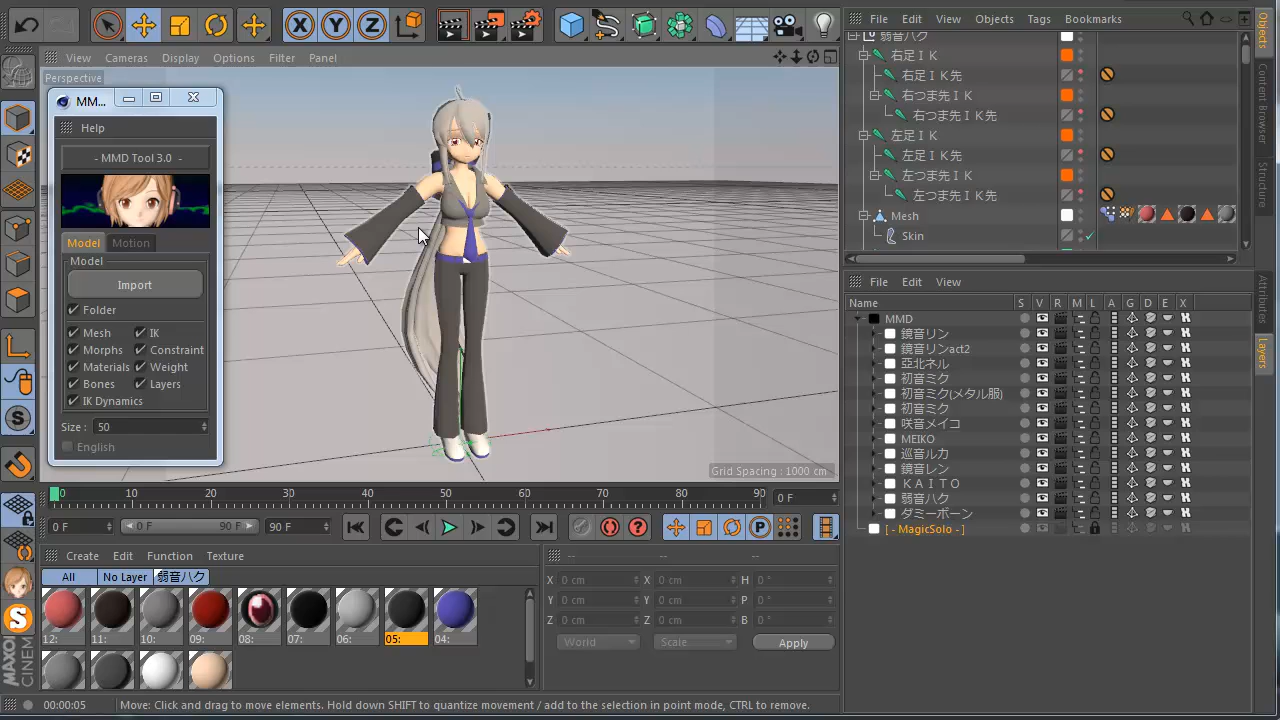 File Edit View Objects Tags Bookmarks
弱音ハク
右足ＩＫ
右足ＩＫ先
右つま先ＩＫ
右つま先ＩＫ先
左足ＩＫ
左足ＩＫ先
左つま先ＩＫ
左つま先ＩＫ先
Mesh
Skin
Objects
Content Browser
Structure
View Cameras Display Options Filter Panel
Perspective
MM...
Help
- MMD Tool 3.0 -
Model Motion
Model
Import
Folder
Mesh IK
Morphs Constraint
Materials Weight
Bones Layers
IK Dynamics
Size : 50
English
Grid Spacing : 1000 cm
File Edit View
Name S V R M L A G D E X
MMD
鏡音リン
鏡音リンact2
亞北ネル
初音ミク
初音ミク(メタル服)
初音ミク
咲音メイコ
MEIKO
巡音ルカ
鏡音レン
ＫＡＩＴＯ
弱音ハク
ダミーボーン
[ - MagicSolo - ]
Attributes
Layers
0 10 20 30 40 50 60 70 80 90 0 F
0 F 0 F 90 F 90 F
Create Edit Function Texture
All No Layer 弱音ハク
12: 11: 10: 09: 08: 07: 06: 05: 04:
-- -- --
X 0 cm X 0 cm H 0 °
Y 0 cm Y 0 cm P 0 °
Z 0 cm Z 0 cm B 0 °
World Scale Apply
MAXON
CINEM
00:00:05 Move: Click and drag to move elements. Hold down SHIFT to quantize movement / add to the selection in point mode, CTRL to remove.